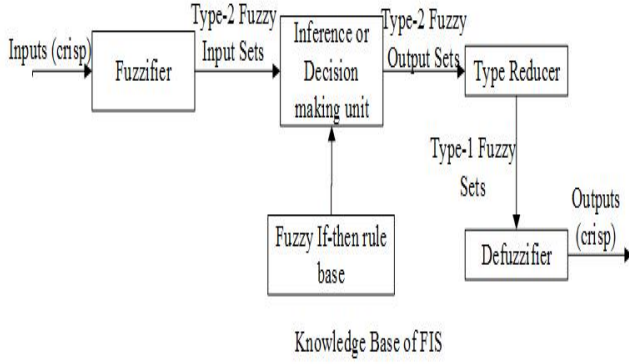 Inputs (crisp)
Fuzzifier
Type-2 Fuzzy
Input Sets
Inference or
Decision
making unit
Type-2 Fuzzy
Output Sets
Type Reducer
Type-1 Fuzzy
Sets
Fuzzy If-then rule
base
Defuzzifier
Outputs
(crisp)
Knowledge Base of FIS